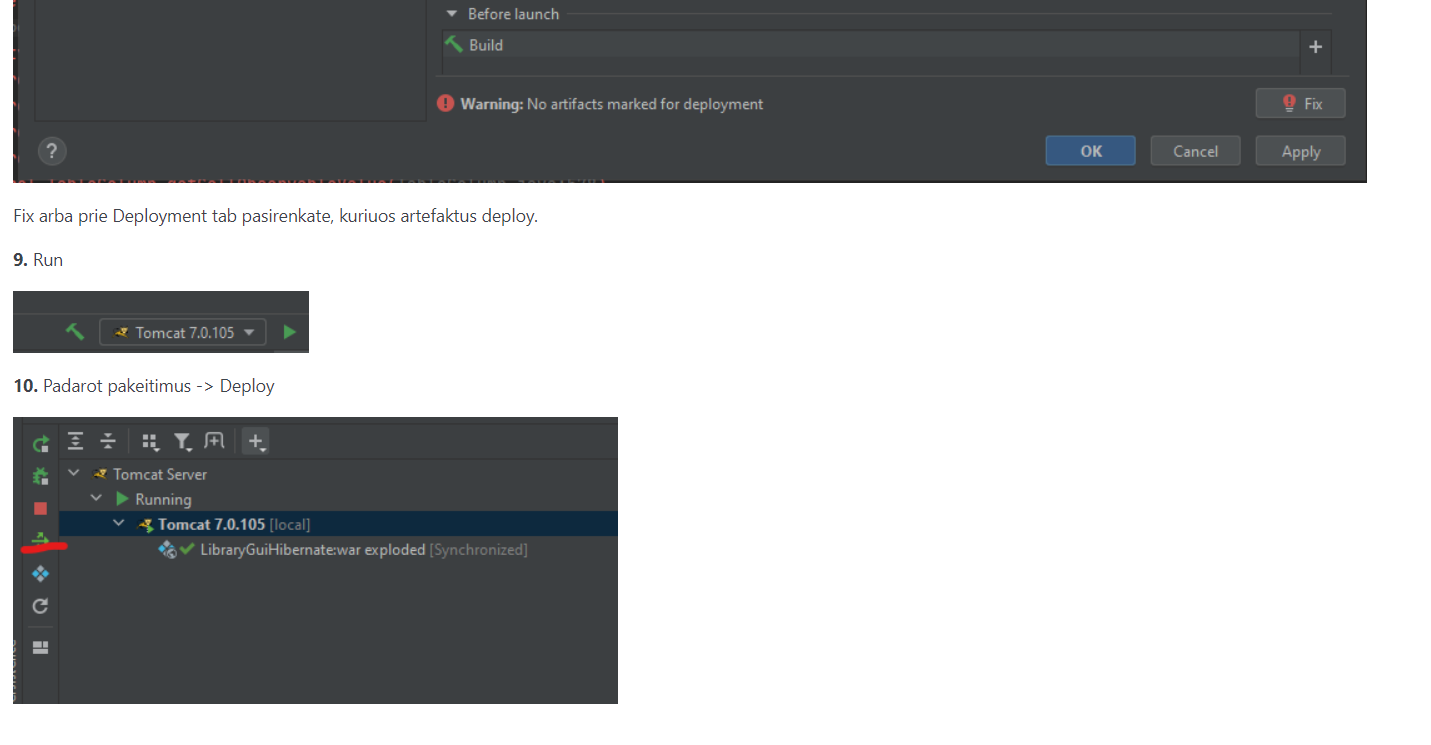 Before launch
Build
Warning: No artifacts marked for deployment
Fix
?
OK
Cancel
Apply
Fix arba prie Deployment tab pasirenkate, kuriuos artefaktus deploy.
9. Run
Tomcat 7.0.105
10. Padarot pakeitimus -> Deploy
Tomcat Server
Running
Tomcat 7.0.105 [local]
LibraryGuiHibernate:war exploded [Synchronized]